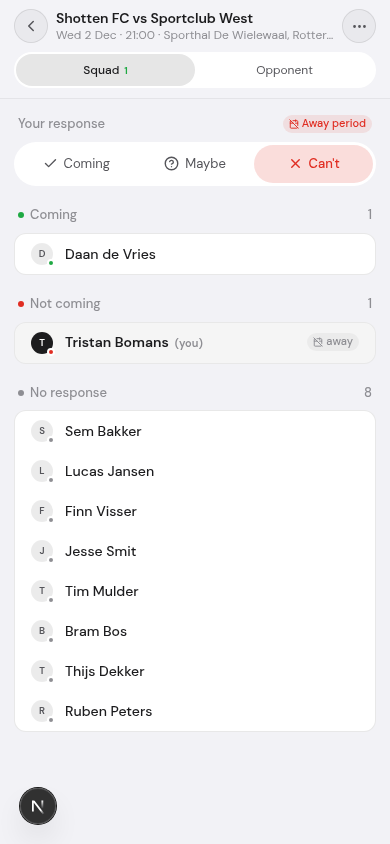 Shotten FC vs Sportclub West
Wed 2 Dec · 21:00 · Sporthal De Wielewaal, Rotter...
Squad 1
Opponent
Your response
Away period
Coming
Maybe
Can't
Coming
1
D
Daan de Vries
Not coming
1
T
Tristan Bomans (you)
away
No response
8
S
Sem Bakker
L
Lucas Jansen
F
Finn Visser
J
Jesse Smit
T
Tim Mulder
B
Bram Bos
T
Thijs Dekker
R
Ruben Peters
N